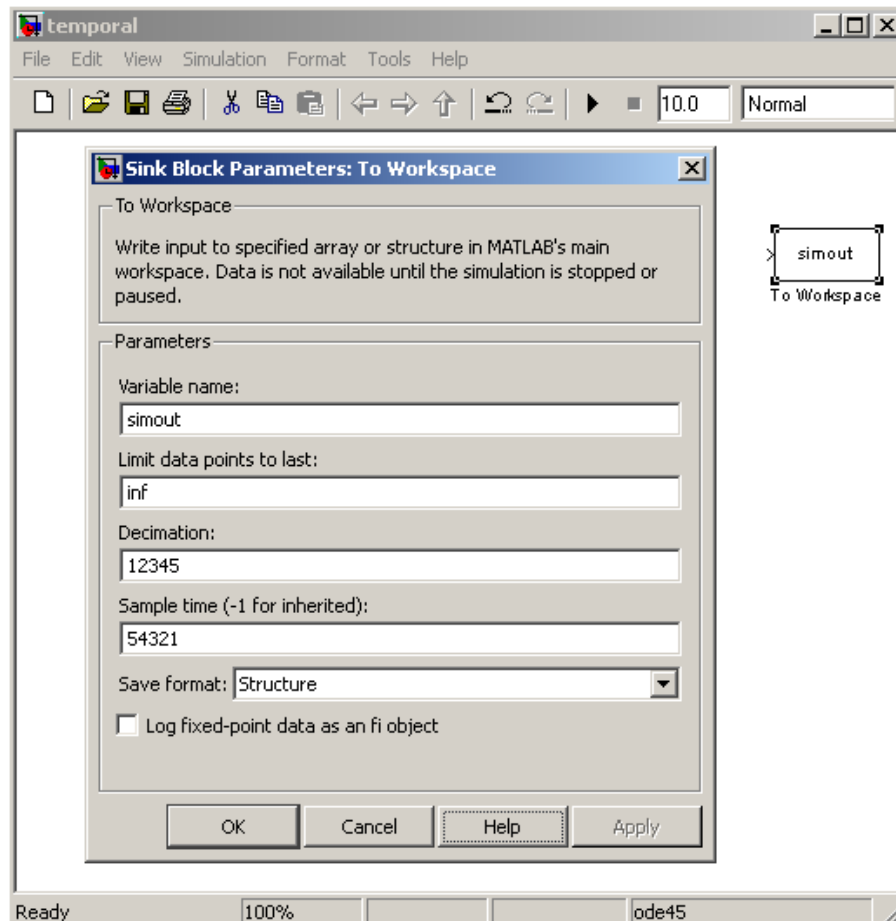 temporal
File Edit View Simulation Format Tools Help
10.0 Normal
Sink Block Parameters: To Workspace
To Workspace
Write input to specified array or structure in MATLAB's main
workspace. Data is not available until the simulation is stopped or
paused.
Parameters
Variable name:
simout
Limit data points to last:
inf
Decimation:
12345
Sample time (-1 for inherited):
54321
Save format: Structure
Log fixed-point data as an fi object
OK Cancel Help Apply
simout
To Workspace
Ready 100% ode45